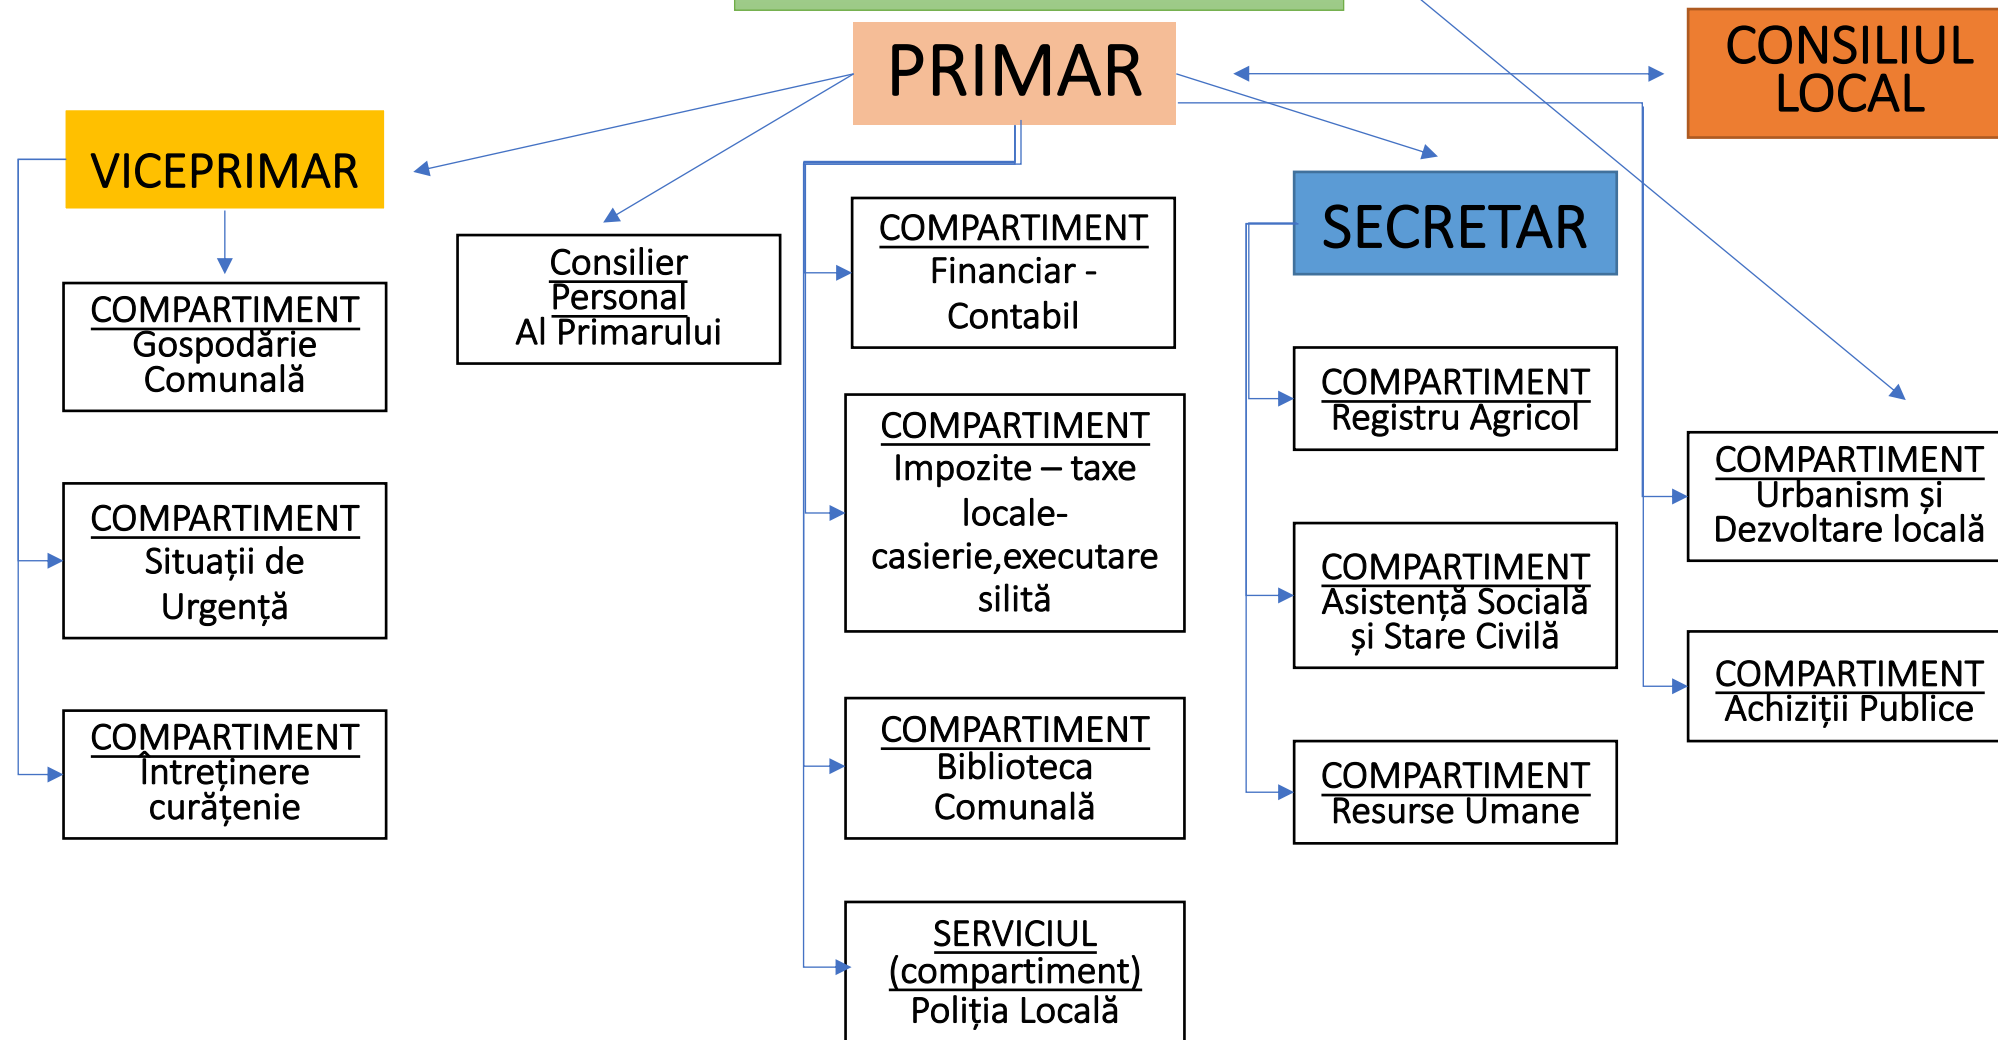 PRIMAR
CONSILIUL
LOCAL
VICEPRIMAR
SECRETAR
COMPARTIMENT
Gospodărie
Comunală
COMPARTIMENT
Situații de
Urgență
COMPARTIMENT
Întreținere
curățenie
Consilier
Personal
Al Primarului
COMPARTIMENT
Financiar -
Contabil
COMPARTIMENT
Impozite – taxe
locale-
casierie,executare
silită
COMPARTIMENT
Biblioteca
Comunală
SERVICIUL
(compartiment)
Poliția Locală
COMPARTIMENT
Registru Agricol
COMPARTIMENT
Asistență Socială
și Stare Civilă
COMPARTIMENT
Resurse Umane
COMPARTIMENT
Urbanism și
Dezvoltare locală
COMPARTIMENT
Achiziții Publice